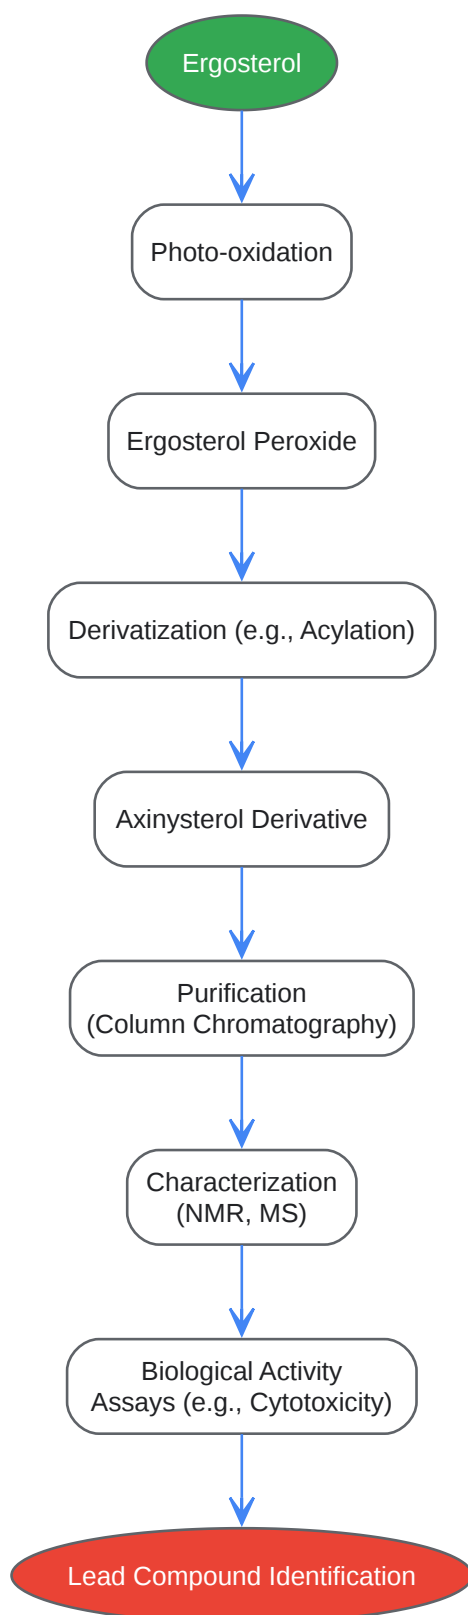 Ergosterol
Photo-oxidation
Ergosterol Peroxide
Derivatization (e.g., Acylation)
Axinysterol Derivative
Purification
(Column Chromatography)
Characterization
(NMR, MS)
Biological Activity
Assays (e.g., Cytotoxicity)
Lead Compound Identification